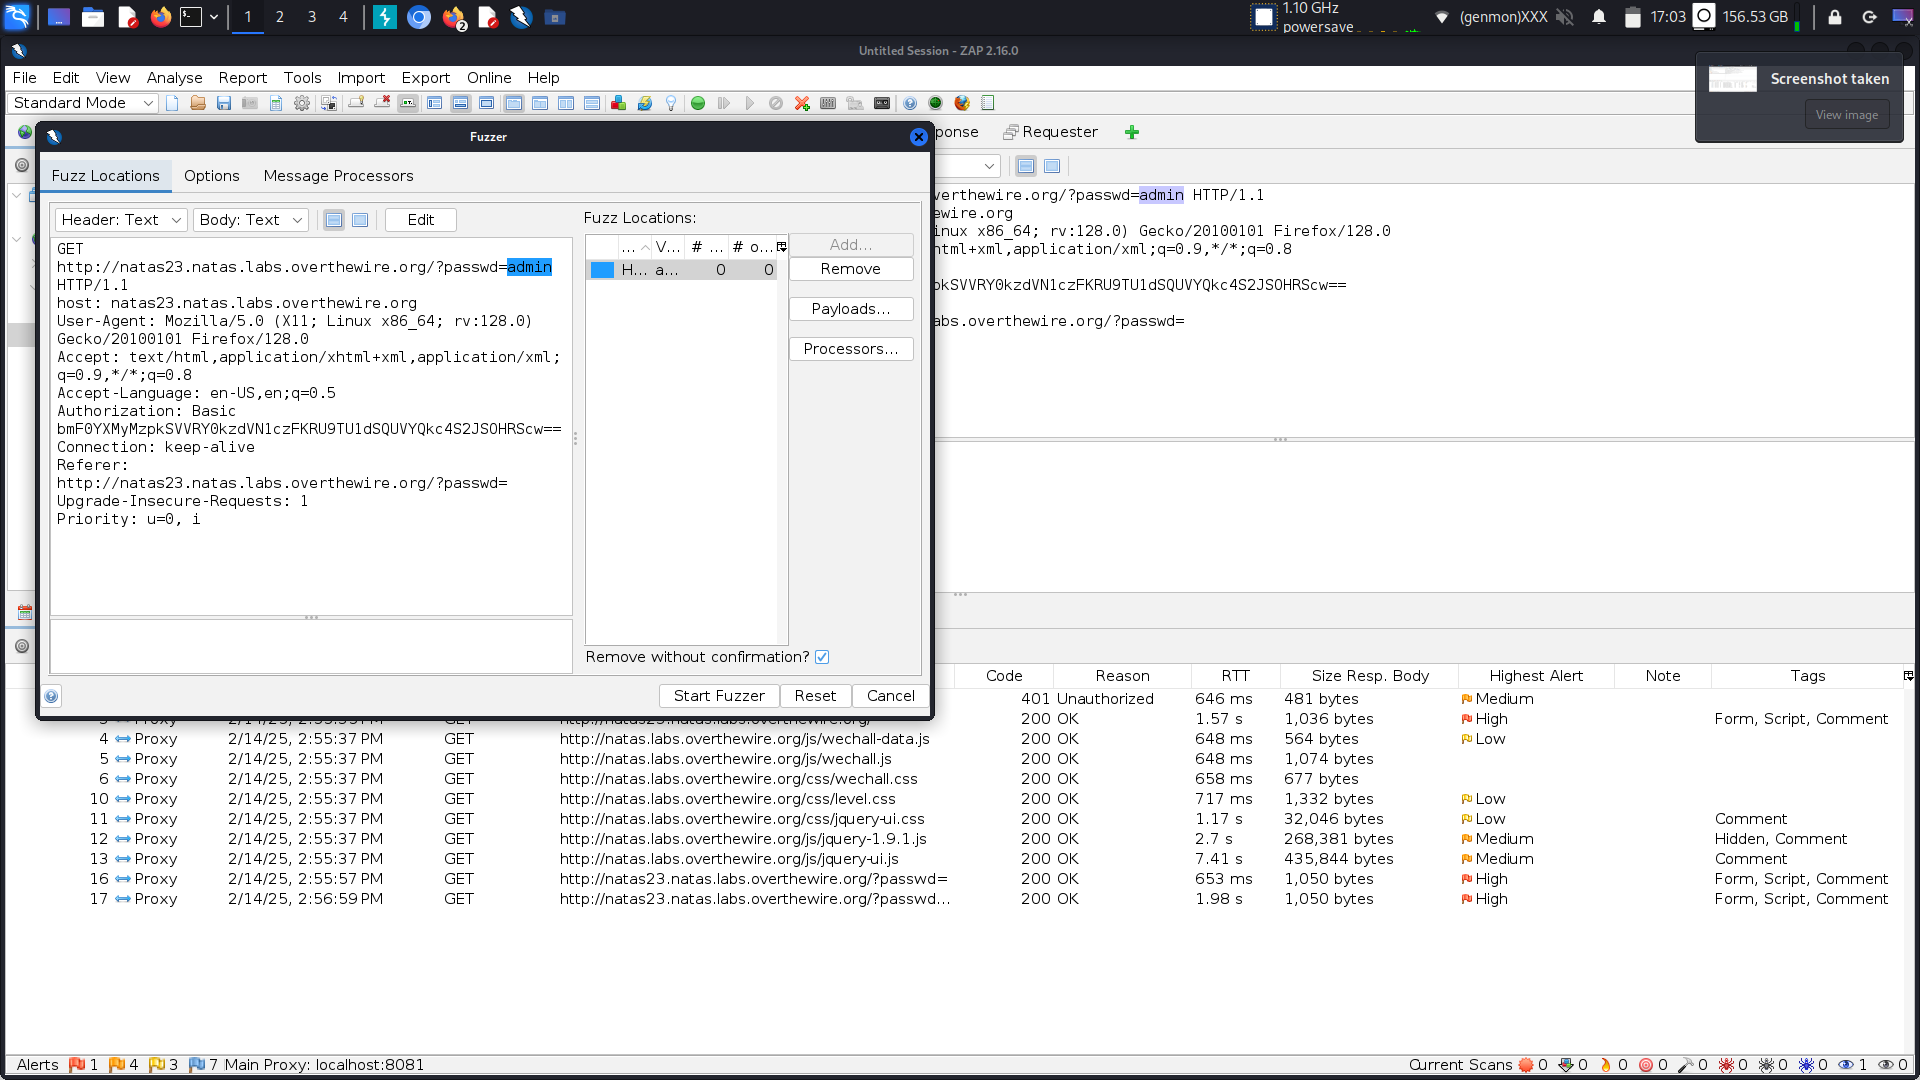 1 2 3 4
1.10 GHz
powersave
(genmon)XXX
17:03
156.53 GB
Untitled Session - ZAP 2.16.0
Screenshot taken
View image
File Edit View Analyse Report Tools Import Export Online Help
Standard Mode
ponse Requester
Fuzzer
Fuzz Locations Options Message Processors
Header: Text Body: Text Edit
GET
http://natas23.natas.labs.overthewire.org/?passwd=admin
HTTP/1.1
host: natas23.natas.labs.overthewire.org
User-Agent: Mozilla/5.0 (X11; Linux x86_64; rv:128.0)
Gecko/20100101 Firefox/128.0
Accept: text/html,application/xhtml+xml,application/xml;
q=0.9,*/*;q=0.8
Accept-Language: en-US,en;q=0.5
Authorization: Basic
bmF0YXMyMzpkSVVRY0kzdVN1czFKRU9TU1dSQUVYQkc4S2JSOHRScw==
Connection: keep-alive
Referer:
http://natas23.natas.labs.overthewire.org/?passwd=
Upgrade-Insecure-Requests: 1
Priority: u=0, i
Fuzz Locations:
... V... # ... # o...
H... a... 0 0
Add...
Remove
Payloads...
Processors...
Remove without confirmation?
Start Fuzzer Reset Cancel
verthewire.org/?passwd=admin HTTP/1.1
ewire.org
inux x86_64; rv:128.0) Gecko/20100101 Firefox/128.0
html+xml,application/xml;q=0.9,*/*;q=0.8
pkSVVRY0kzdVN1czFKRU9TU1dSQUVYQkc4S2JSOHRScw==
abs.overthewire.org/?passwd=
Code Reason RTT Size Resp. Body Highest Alert Note Tags
401 Unauthorized 646 ms 481 bytes Medium
3 Proxy 2/14/25, 2:55:35 PM GET http://natas23.natas.labs.overthewire.org/ 200 OK 1.57 s 1,036 bytes High Form, Script, Comment
4 Proxy 2/14/25, 2:55:37 PM GET http://natas.labs.overthewire.org/js/wechall-data.js 200 OK 648 ms 564 bytes Low
5 Proxy 2/14/25, 2:55:37 PM GET http://natas.labs.overthewire.org/js/wechall.js 200 OK 648 ms 1,074 bytes
6 Proxy 2/14/25, 2:55:37 PM GET http://natas.labs.overthewire.org/css/wechall.css 200 OK 658 ms 677 bytes
10 Proxy 2/14/25, 2:55:37 PM GET http://natas.labs.overthewire.org/css/level.css 200 OK 717 ms 1,332 bytes Low
11 Proxy 2/14/25, 2:55:37 PM GET http://natas.labs.overthewire.org/css/jquery-ui.css 200 OK 1.17 s 32,046 bytes Low Comment
12 Proxy 2/14/25, 2:55:37 PM GET http://natas.labs.overthewire.org/js/jquery-1.9.1.js 200 OK 2.7 s 268,381 bytes Medium Hidden, Comment
13 Proxy 2/14/25, 2:55:37 PM GET http://natas.labs.overthewire.org/js/jquery-ui.js 200 OK 7.41 s 435,844 bytes Medium Comment
16 Proxy 2/14/25, 2:55:57 PM GET http://natas23.natas.labs.overthewire.org/?passwd= 200 OK 653 ms 1,050 bytes High Form, Script, Comment
17 Proxy 2/14/25, 2:56:59 PM GET http://natas23.natas.labs.overthewire.org/?passwd... 200 OK 1.98 s 1,050 bytes High Form, Script, Comment
Alerts 1 4 3 7 Main Proxy: localhost:8081
Current Scans 0 0 0 0 0 0 0 0 1 0